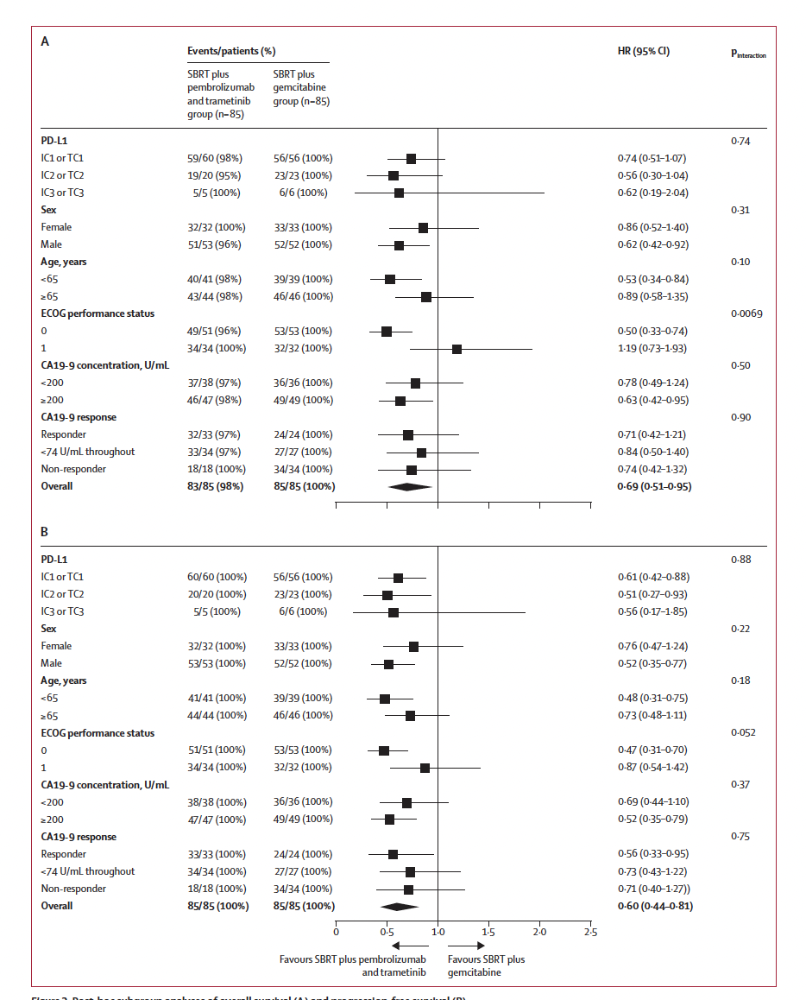 A
Events/patients (%) HR (95% CI) pinteraction
SBRT plus pembrolizumab and trametinib group (n=85) SBRT plus gemcitabine group (n=85)
PD-L1 0·74
IC1 or TC1 59/60 (98%) 56/56 (100%) 0·74 (0·51–1·07)
IC2 or TC2 19/20 (95%) 23/23 (100%) 0·56 (0·30–1·04)
IC3 or TC3 5/5 (100%) 6/6 (100%) 0·62 (0·19–2·04)
Sex 0·31
Female 32/32 (100%) 33/33 (100%) 0·86 (0·52–1·40)
Male 51/53 (96%) 52/52 (100%) 0·62 (0·42–0·92)
Age, years 0·10
<65 40/41 (98%) 39/39 (100%) 0·53 (0·34–0·84)
≥65 43/44 (98%) 46/46 (100%) 0·89 (0·58–1·35)
ECOG performance status 0·0069
0 49/51 (96%) 53/53 (100%) 0·50 (0·33–0·74)
1 34/34 (100%) 32/32 (100%) 1·19 (0·73–1·93)
CA19-9 concentration, U/mL 0·50
<200 37/38 (97%) 36/36 (100%) 0·78 (0·49–1·24)
≥200 46/47 (98%) 49/49 (100%) 0·63 (0·42–0·95)
CA19-9 response 0·90
Responder 32/33 (97%) 24/24 (100%) 0·71 (0·42–1·21)
<74 U/mL throughout 33/34 (97%) 27/27 (100%) 0·84 (0·50–1·40)
Non-responder 18/18 (100%) 34/34 (100%) 0·74 (0·42–1·32)
Overall 83/85 (98%) 85/85 (100%) 0·69 (0·51–0·95)
B
PD-L1 0·88
IC1 or TC1 60/60 (100%) 56/56 (100%) 0·61 (0·42–0·88)
IC2 or TC2 20/20 (100%) 23/23 (100%) 0·51 (0·27–0·93)
IC3 or TC3 5/5 (100%) 6/6 (100%) 0·56 (0·17–1·85)
Sex 0·22
Female 32/32 (100%) 33/33 (100%) 0·76 (0·47–1·24)
Male 53/53 (100%) 52/52 (100%) 0·52 (0·35–0·77)
Age, years 0·18
<65 41/41 (100%) 39/39 (100%) 0·48 (0·31–0·75)
≥65 44/44 (100%) 46/46 (100%) 0·73 (0·48–1·11)
ECOG performance status 0·052
0 51/51 (100%) 53/53 (100%) 0·47 (0·31–0·70)
1 34/34 (100%) 32/32 (100%) 0·87 (0·54–1·42)
CA19-9 concentration, U/mL 0·37
<200 38/38 (100%) 36/36 (100%) 0·69 (0·44–1·10)
≥200 47/47 (100%) 49/49 (100%) 0·52 (0·35–0·79)
CA19-9 response 0·75
Responder 33/33 (100%) 24/24 (100%) 0·56 (0·33–0·95)
<74 U/mL throughout 34/34 (100%) 27/27 (100%) 0·73 (0·43–1·22)
Non-responder 18/18 (100%) 34/34 (100%) 0·71 (0·40–1·27))
Overall 85/85 (100%) 85/85 (100%) 0·60 (0·44–0·81)
0 0·5 1·0 1·5 2·0 2·5
Favours SBRT plus pembrolizumab and trametinib Favours SBRT plus gemcitabine